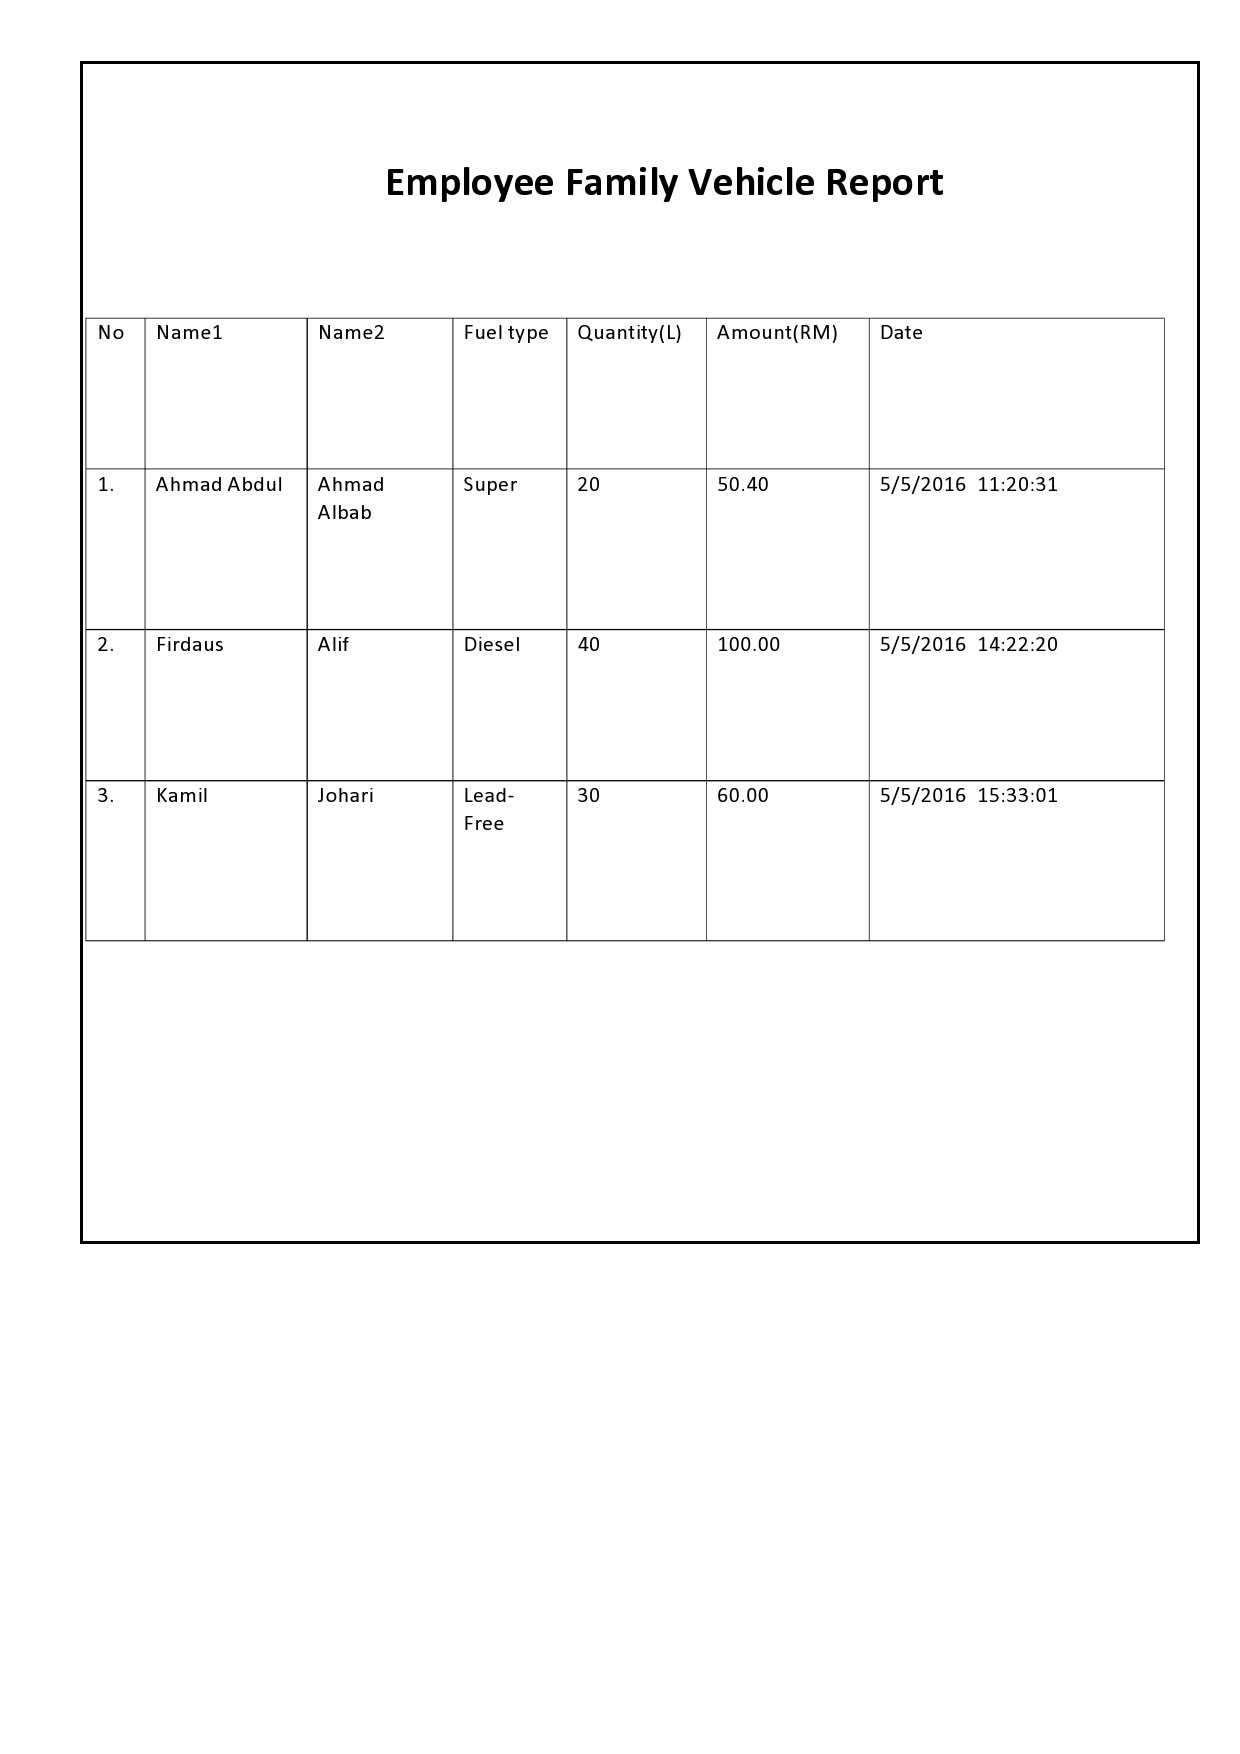 Employee Family Vehicle Report
No Name1 Name2 Fuel type Quantity(L) Amount(RM) Date
1. Ahmad Abdul Ahmad Super 20 50.40 5/5/2016 11:20:31
Albab
2. Firdaus Alif Diesel 40 100.00 5/5/2016 14:22:20
3. Kamil Johari Lead- 30 60.00 5/5/2016 15:33:01
Free